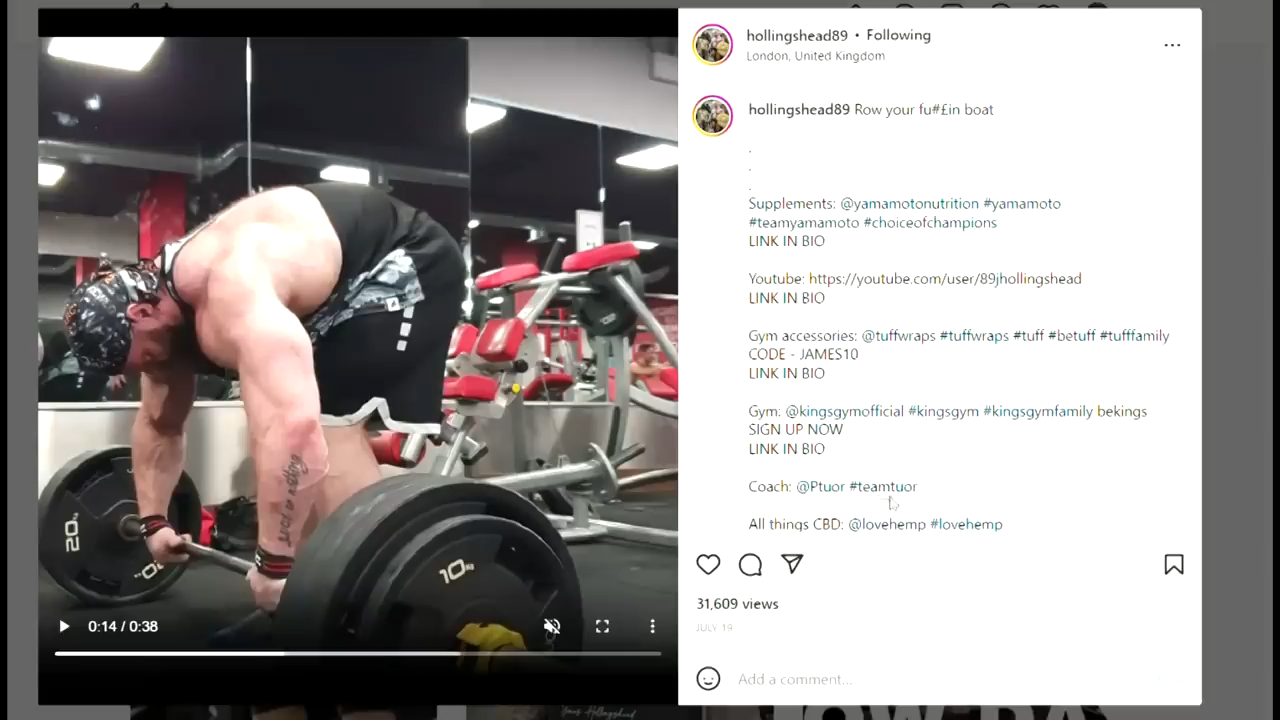 hollingshead89 • Following
London, United Kingdom
hollingshead89 Row your fu#£in boat
.
.
.
Supplements: @yamamotonutrition #yamamoto
#teamyamamoto #choiceofchampions
LINK IN BIO
Youtube: https://youtube.com/user/89jhollingshead
LINK IN BIO
Gym accessories: @tuffwraps #tuffwraps #tuff #betuff #tufffamily
CODE - JAMES10
LINK IN BIO
Gym: @kingsgymofficial #kingsgym #kingsgymfamily bekings
SIGN UP NOW
LINK IN BIO
Coach: @Ptuor #teamtuor
All things CBD: @lovehemp #lovehemp
31,609 views
JULY 19
Add a comment...
20
10
0:14 / 0:38